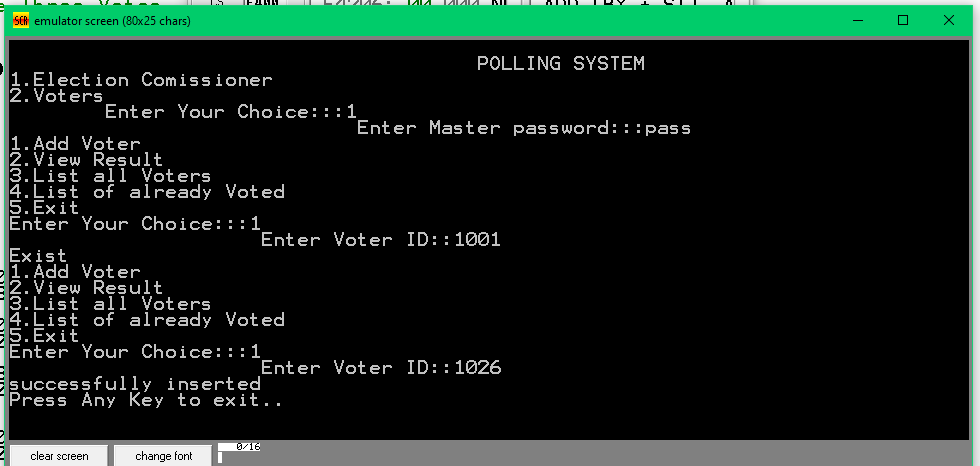 emulator screen (80x25 chars)
POLLING SYSTEM
1.Election Comissioner
2.Voters
Enter Your Choice:::1
Enter Master password:::pass
1.Add Voter
2.View Result
3.List all Voters
4.List of already Voted
5.Exit
Enter Your Choice:::1
Enter Voter ID::1001
Exist
1.Add Voter
2.View Result
3.List all Voters
4.List of already Voted
5.Exit
Enter Your Choice:::1
Enter Voter ID::1026
successfully inserted
Press Any Key to exit..
clear screen
change font
0/16